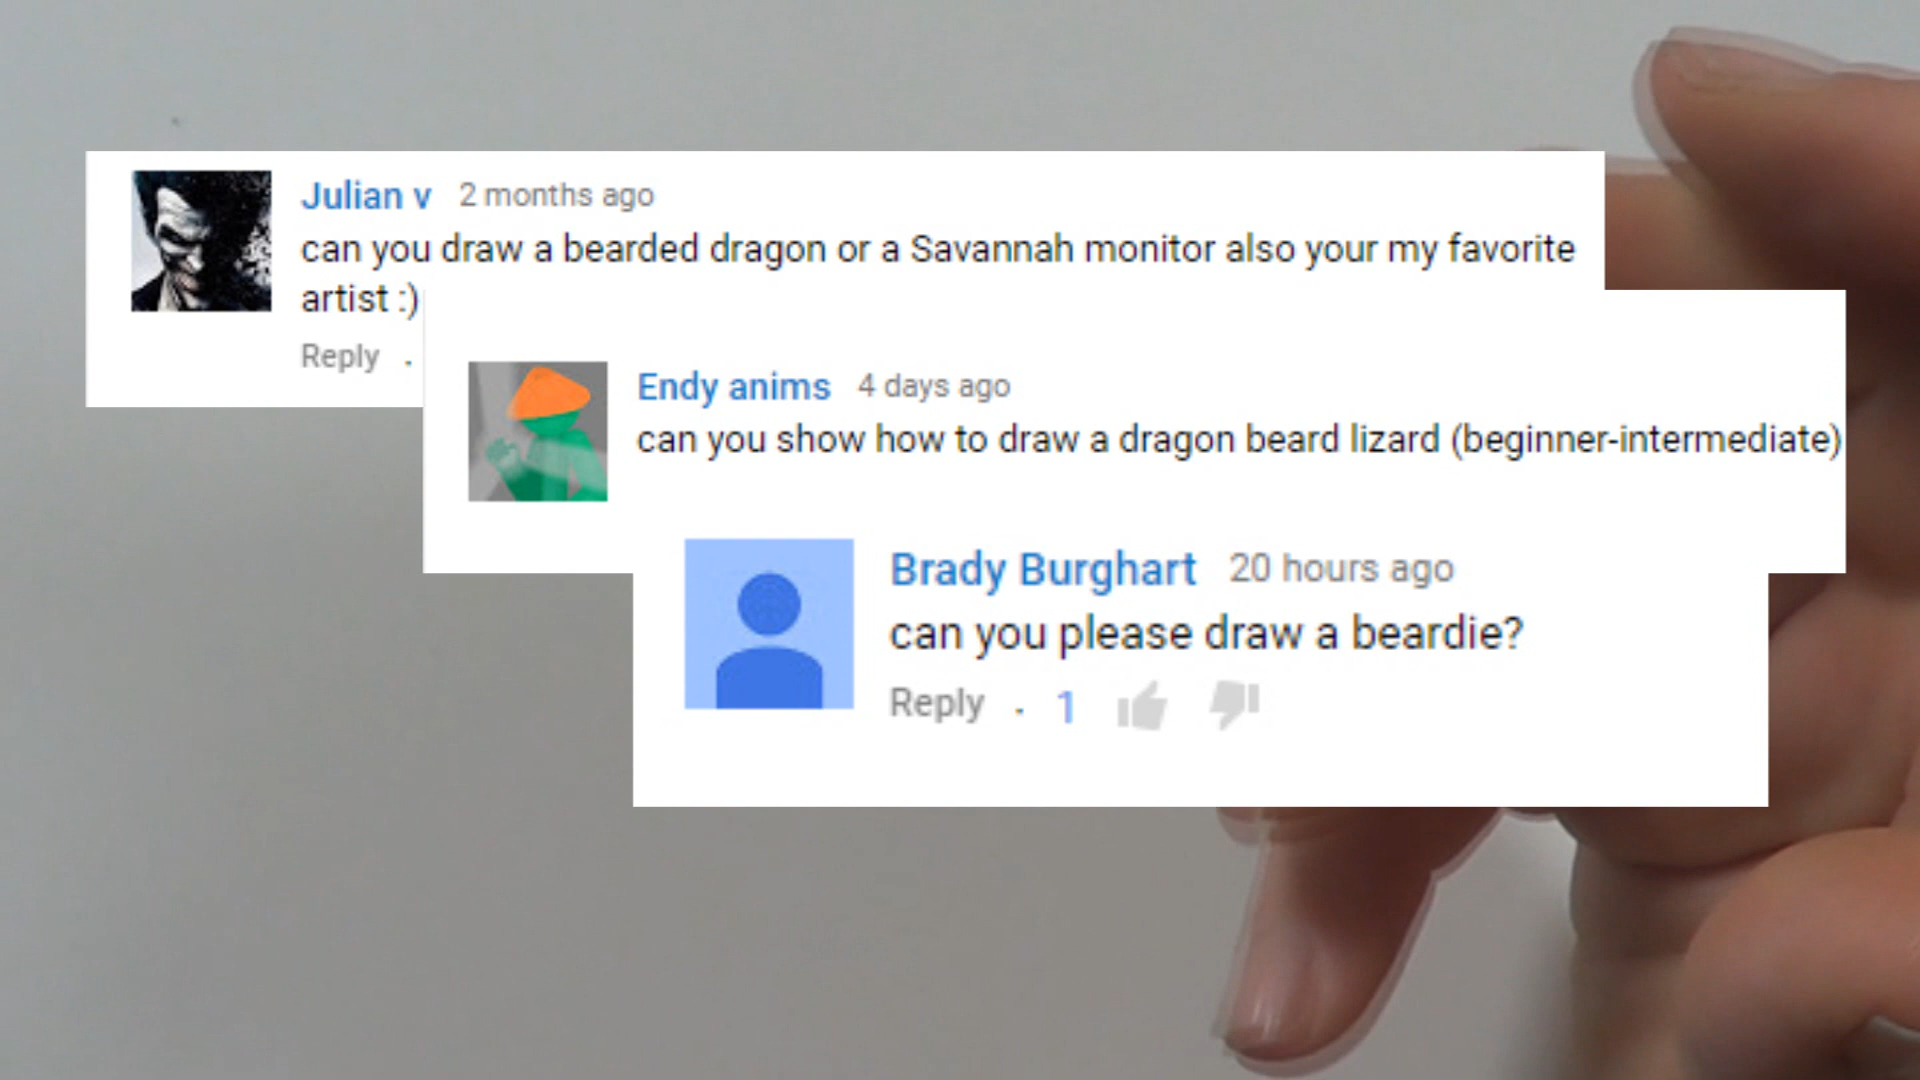 Julian v 2 months ago
can you draw a bearded dragon or a Savannah monitor also your my favorite
artist :)
Reply .
Endy anims 4 days ago
can you show how to draw a dragon beard lizard (beginner-intermediate)
Brady Burghart 20 hours ago
can you please draw a beardie?
Reply . 1